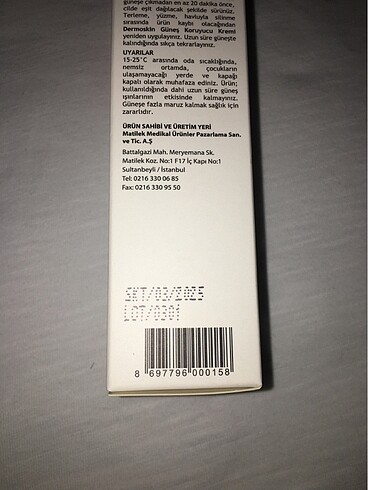 güneşe çıkmadan en az 20 dakika önce,
cilde eşit dağılacak şekilde sürünüz.
Terleme, yüzme, havluyla silinme
sırasında ürün kaybı olacağından
Dermoskin Güneş Koruyucu Kremi
yeniden uygulayınız. Uzun süre güneşte
kalındığında sıkça tekrarlayınız.
UYARILAR
15-25°C arasında oda sıcaklığında,
nemsiz ortamda, çocukların
ulaşamayacağı yerde ve kapağı
kapalı olarak muhafaza ediniz. Ürün;
kullanıldığında dahi uzun süre güneş
ışınlarının etkisinde kalmayınız.
Güneşe fazla maruz kalmak sağlık için
zararlıdır.
ÜRÜN SAHİBİ VE ÜRETİM YERİ
Matilek Medikal Ürünler Pazarlama San.
ve Tic. A.Ş
Battalgazi Mah. Meryemana Sk.
Matilek Koz. No:1 F17 İç Kapı No:1
Sultanbeyli / İstanbul
Tel: 0216 330 06 85
Fax: 0216 330 95 50
SKT/09/2025
LOT/0301
8 697796 000158